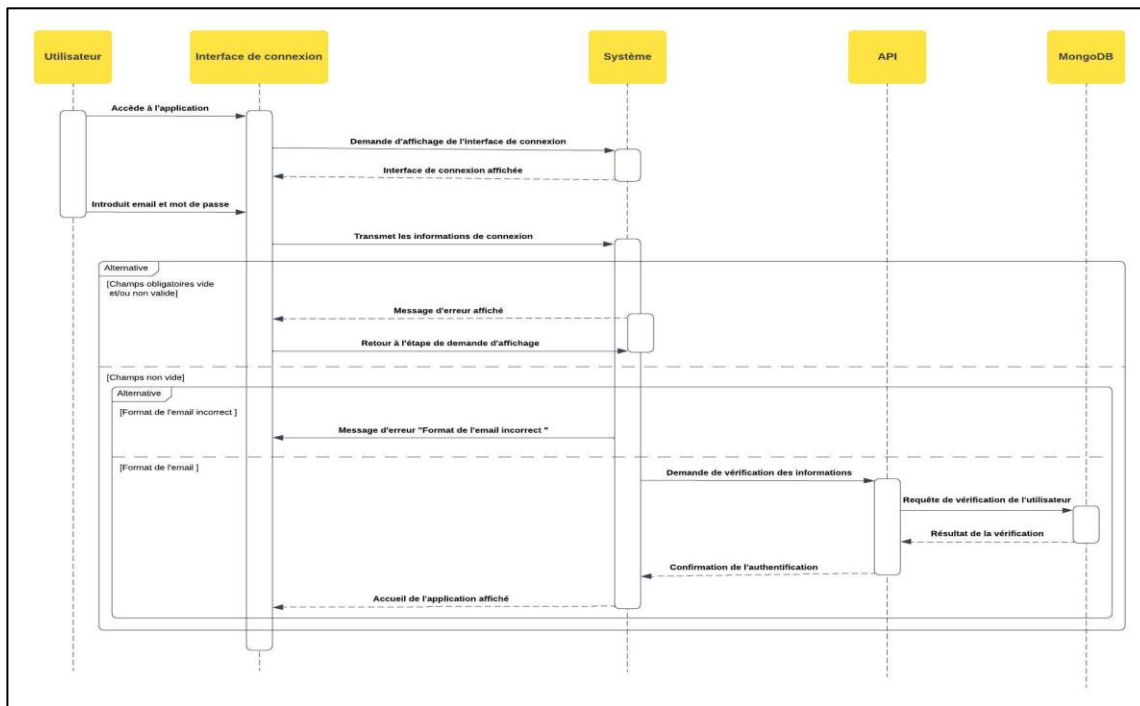 Utilisateur
Interface de connexion
Système
API
MongoDB
Accède à l'application
Demande d'affichage de l'interface de connexion
Interface de connexion affichée
Introduit email et mot de passe
Transmet les informations de connexion
Alternative
[Champs obligatoires vide
et/ou non valide]
Message d'erreur affiché
Retour à l'étape de demande d'affichage
[Champs non vide]
Alternative
[Format de l'email incorrect ]
Message d'erreur "Format de l'email incorrect "
[Format de l'email ]
Demande de vérification des informations
Requête de vérification de l'utilisateur
Résultat de la vérification
Confirmation de l'authentification
Accueil de l'application affiché